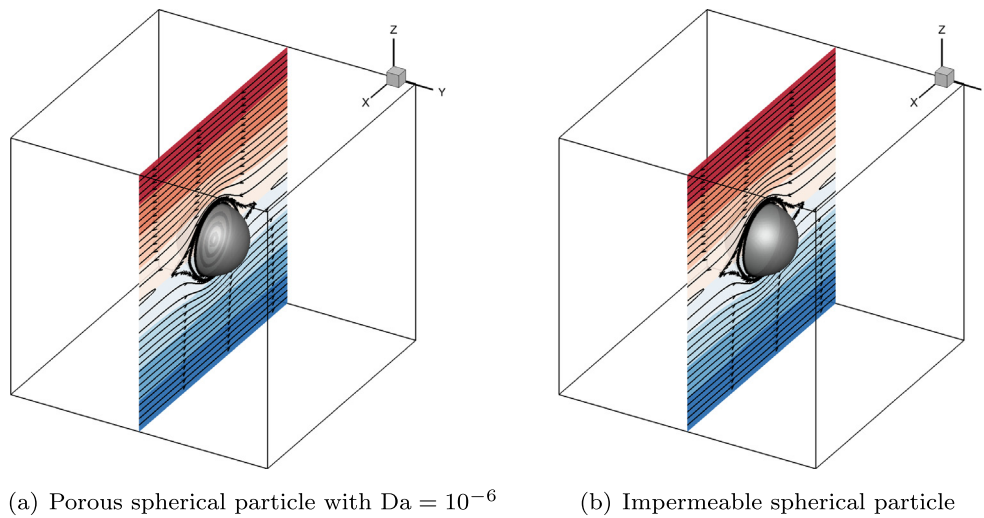 Z
X
Y
Z
X
(a) Porous spherical particle with Da = 10⁻⁶
(b) Impermeable spherical particle